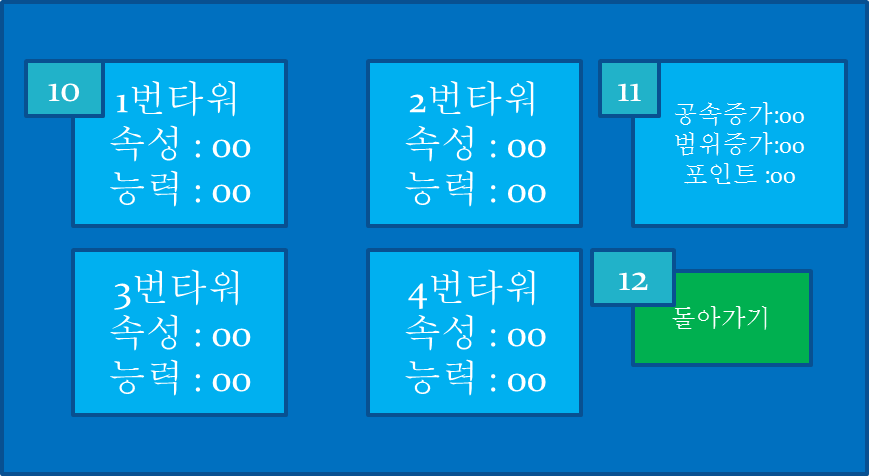 10
1번타워
속성 : 00
능력 : 00
2번타워
속성 : 00
능력 : 00
11
공속증가:00
범위증가:00
포인트 :00
3번타워
속성 : 00
능력 : 00
4번타워
속성 : 00
능력 : 00
12
돌아가기